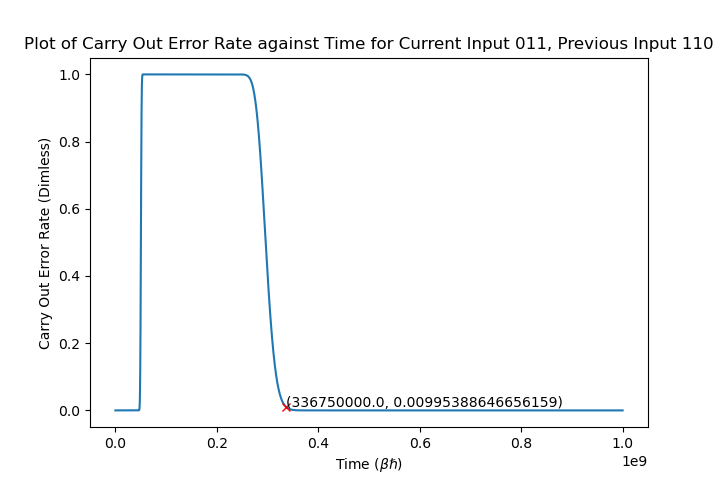 Plot of Carry Out Error Rate against Time for Current Input 011, Previous Input 110
1.0
0.8
0.6
0.4
0.2
0.0
Carry Out Error Rate (Dimless)
(336750000.0, 0.00995388646656159)
0.0 0.2 0.4 0.6 0.8 1.0
1e9
Time (βℏ)